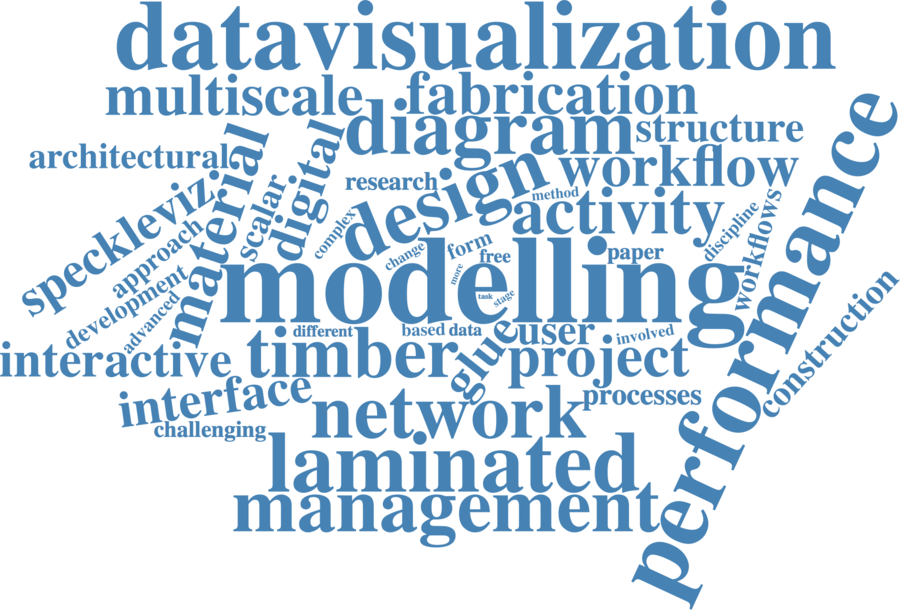 datavisualization
multiscale
fabrication
diagram
structure
architectural
material
digital
research
design
workflow
method
speckleviz
scalar
complex
activity
discipline
workflows
performance
approach
change
form
free
more
paper
modelling
development
advanced
task
stage
construction
different
based
data
user
involved
interactive
timber
glue
project
interface
network
processes
challenging
laminated
management